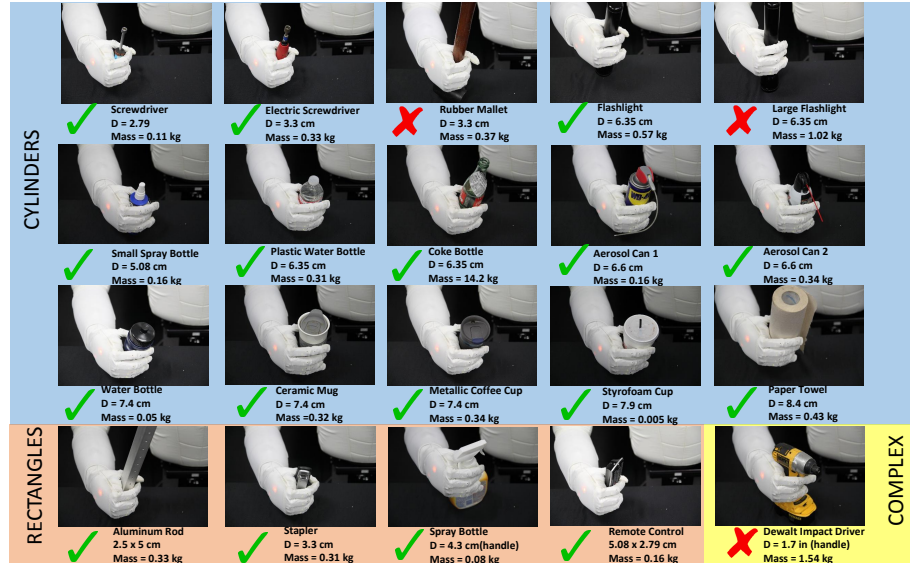 CYLINDERS
Screwdriver
D = 2.79
Mass = 0.11 kg
Electric Screwdriver
D = 3.3 cm
Mass = 0.33 kg
Rubber Mallet
D = 3.3 cm
Mass = 0.37 kg
Flashlight
D = 6.35 cm
Mass = 0.57 kg
Large Flashlight
D = 6.35 cm
Mass = 1.02 kg
Small Spray Bottle
D = 5.08 cm
Mass = 0.16 kg
Plastic Water Bottle
D = 6.35 cm
Mass = 0.31 kg
Coke Bottle
D = 6.35 cm
Mass = 14.2 kg
Aerosol Can 1
D = 6.6 cm
Mass = 0.16 kg
Aerosol Can 2
D = 6.6 cm
Mass = 0.34 kg
Water Bottle
D = 7.4 cm
Mass = 0.05 kg
Ceramic Mug
D = 7.4 cm
Mass =0.32 kg
Metallic Coffee Cup
D = 7.4 cm
Mass = 0.34 kg
Styrofoam Cup
D = 7.9 cm
Mass = 0.005 kg
Paper Towel
D = 8.4 cm
Mass = 0.43 kg
RECTANGLES
Aluminum Rod
2.5 x 5 cm
Mass = 0.33 kg
Stapler
D = 3.3 cm
Mass = 0.31 kg
Spray Bottle
D = 4.3 cm(handle)
Mass = 0.08 kg
Remote Control
5.08 x 2.79 cm
Mass = 0.16 kg
COMPLEX
Dewalt Impact Driver
D = 1.7 in (handle)
Mass = 1.54 kg